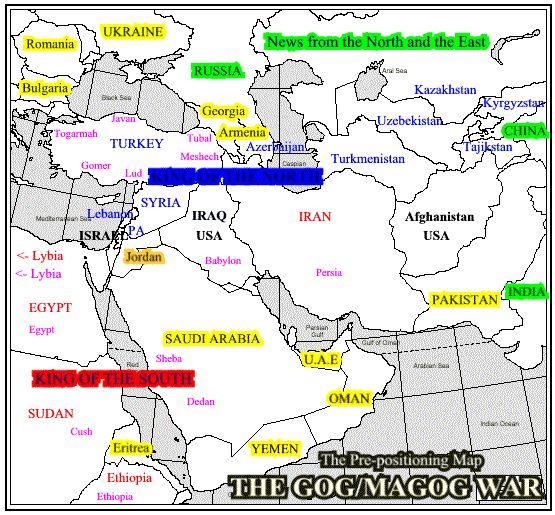 UKRAINE
Romania
News from the North and the East
RUSSIA
Aral Sea
Bulgaria
Kazakhstan
Black Sea
Kyrgyzstan
Georgia
Javan
Uzebekistan
Togarmah
Armenia
CHINA
TURKEY
Tubal
Azerbaijan
Tajikstan
Meshech
Turkmenistan
Caspian
Gomer
Lud
KING OF THE NORTH
SYRIA
Lebanon
Mediterranean Sea
IRAQ
USA
IRAN
Afghanistan
USA
ISRAEL
PA
<- Lybia
Jordan
Babylon
<- Lybia
Persia
INDIA
PAKISTAN
EGYPT
Egypt
Persian
Gulf
SAUDI ARABIA
Gulf of Oman
U.A.E
Sheba
Red
Arabian Sea
KING OF THE SOUTH
OMAN
Dedan
SUDAN
Indian Ocean
Cush
Eritrea
YEMEN
The Pre-positioning Map
Ethiopia
THE GOG/MAGOG WAR
Ethiopia